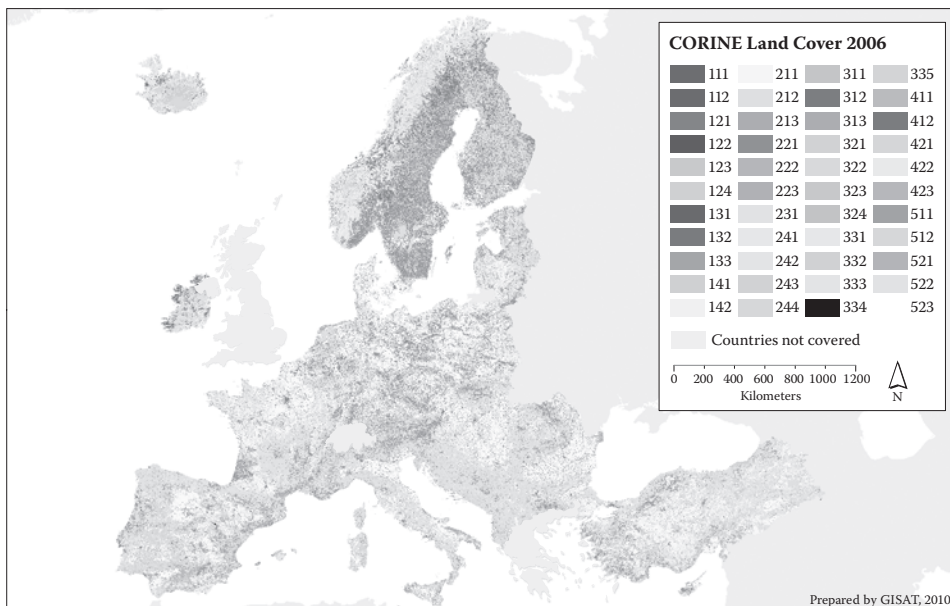 CORINE Land Cover 2006
111 211 311 335
112 212 312 411
121 213 313 412
122 221 321 421
123 222 322 422
124 223 323 423
131 231 324 511
132 241 331 512
133 242 332 521
141 243 333 522
142 244 334 523
Countries not covered
0 200 400 600 800 1000 1200
Kilometers
N
Prepared by GISAT, 2010